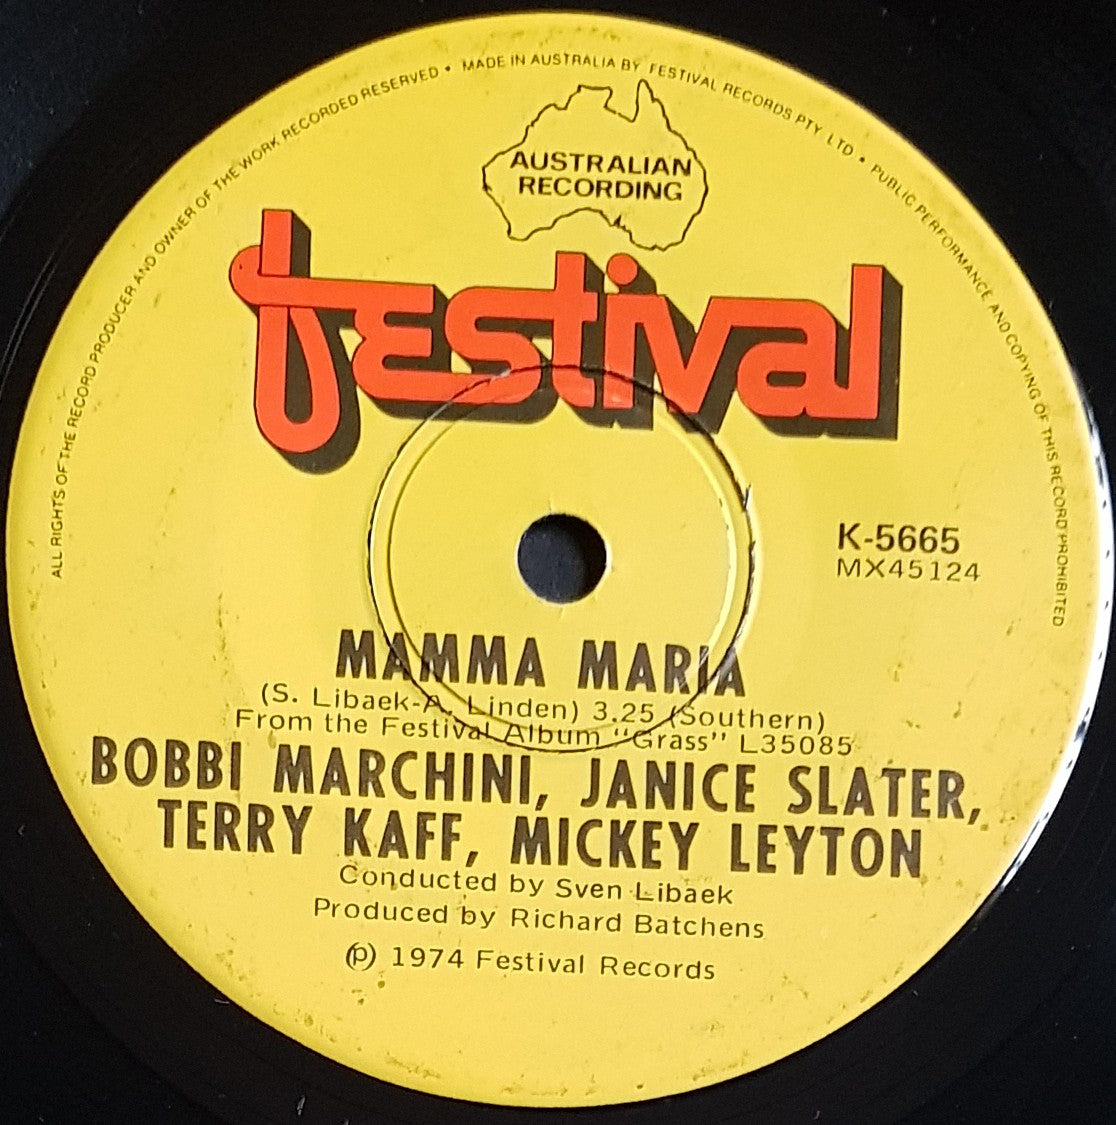 ALL RIGHTS OF THE RECORD PRODUCER AND OWNER OF THE WORK RECORDED RESERVED • MADE IN AUSTRALIA BY FESTIVAL RECORDS PTY LTD • PUBLIC PERFORMANCE AND COPYING OF THIS RECORD PROHIBITED
AUSTRALIAN
RECORDING
festival
K-5665
MX45124
MAMMA MARIA
(S. Libaek-A. Linden) 3.25 (Southern)
From the Festival Album "Grass" L35085
BOBBI MARCHINI, JANICE SLATER,
TERRY KAFF, MICKEY LEYTON
Conducted by Sven Libaek
Produced by Richard Batchens
℗ 1974 Festival Records